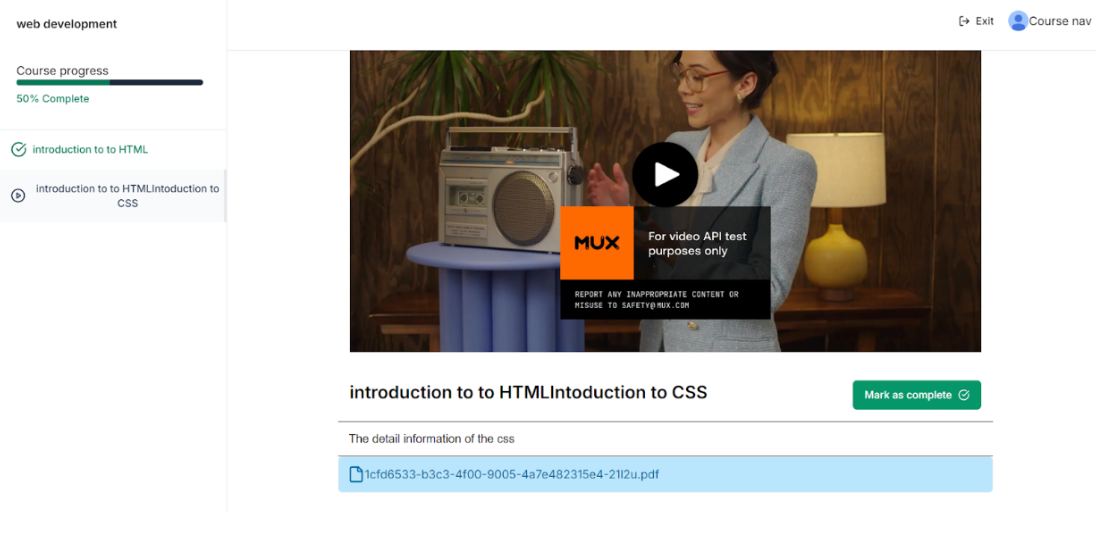 web development
Exit
Course nav
Course progress
50% Complete
introduction to to HTML
introduction to to HTMLIntoduction to
CSS
MUX
For video API test
purposes only
REPORT ANY INAPPROPRIATE CONTENT OR
MISUSE TO SAFETY@MUX.COM
introduction to to HTMLIntoduction to CSS
Mark as complete
The detail information of the css
1cfd6533-b3c3-4f00-9005-4a7e482315e4-21l2u.pdf